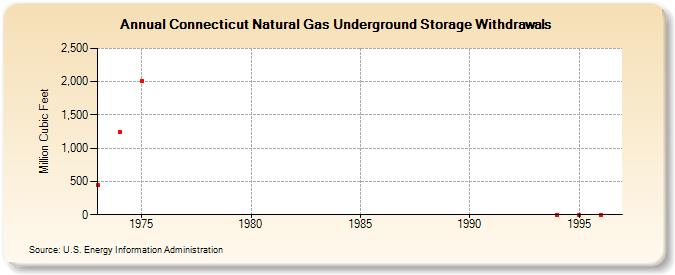 Annual Connecticut Natural Gas Underground Storage Withdrawals
Million Cubic Feet
2,500
2,000
1,500
1,000
500
0
1975 1980 1985 1990 1995
Source: U.S. Energy Information Administration